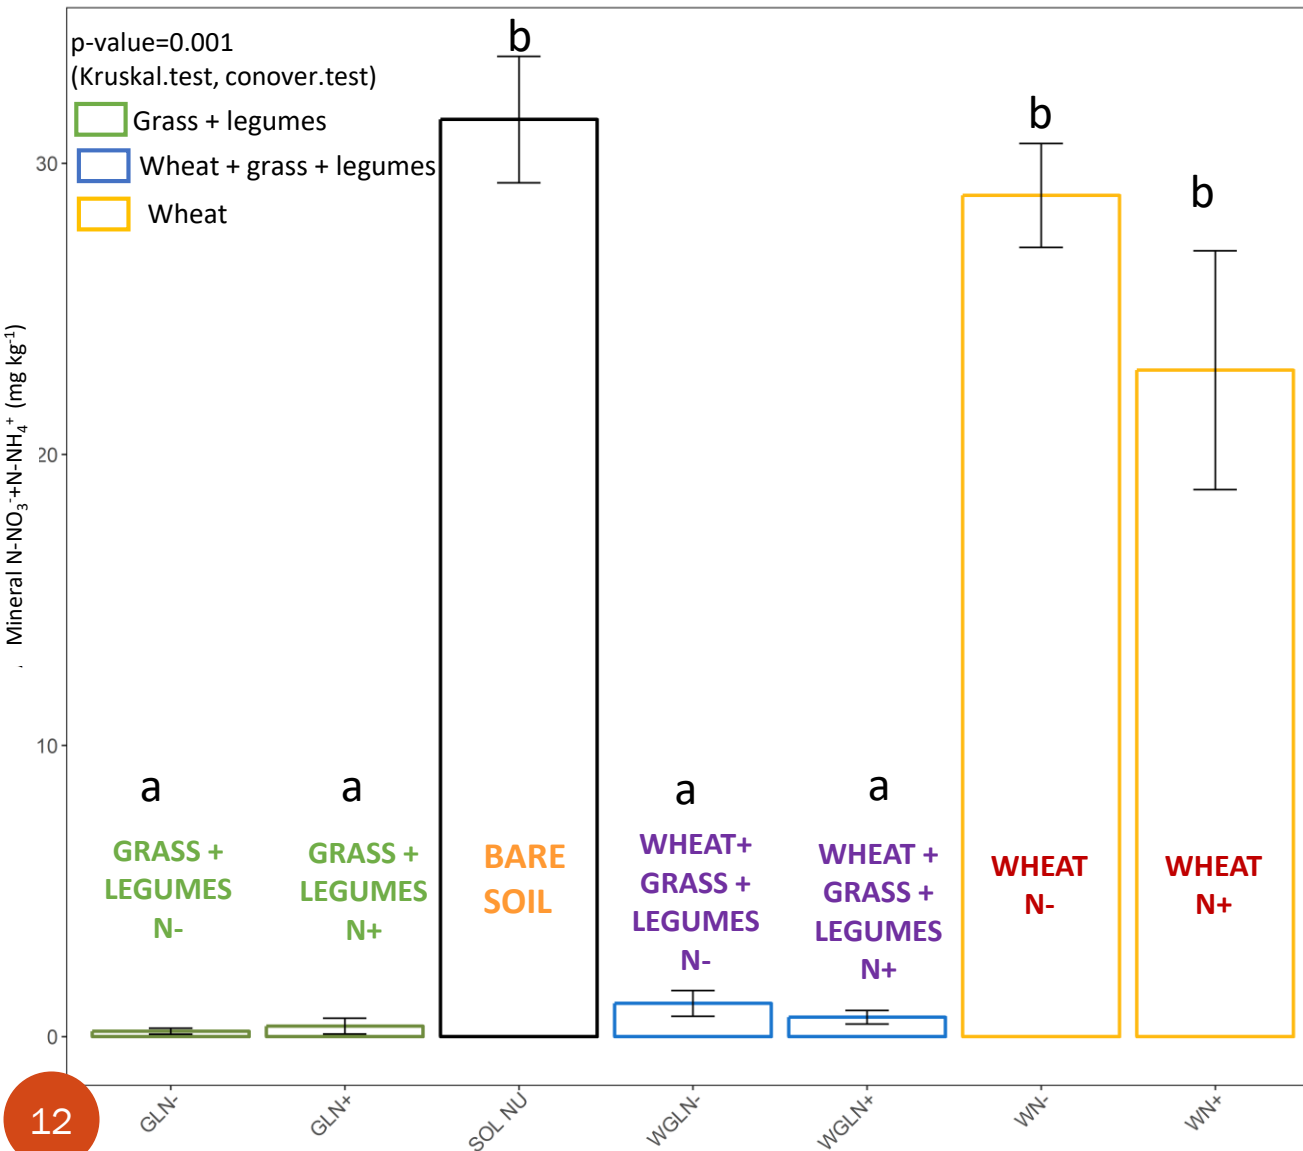 p-value=0.001
(Kruskal.test, conover.test)
Grass + legumes
Wheat + grass + legumes
Wheat
Mineral N-NO₃⁻+N-NH₄⁺ (mg kg⁻¹)
30
20
10
0
a
a
b
a
a
b
b
GRASS +
LEGUMES
N-
GRASS +
LEGUMES
N+
BARE
SOIL
WHEAT+
GRASS +
LEGUMES
N-
WHEAT +
GRASS +
LEGUMES
N+
WHEAT
N-
WHEAT
N+
GLN-
GLN+
SOL NU
WGLN-
WGLN+
WN-
WN+
12